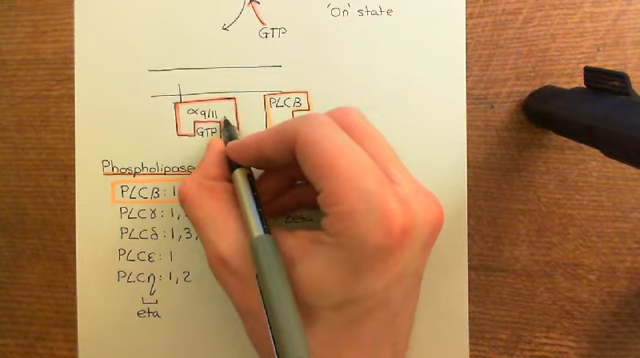 'On' state
GTP
αq/11
PLCβ
GTP
Phospholipase
PLCβ: 1
PLCγ: 1,
PLCδ: 1, 3,
PLCε: 1
PLCη: 1, 2
eta